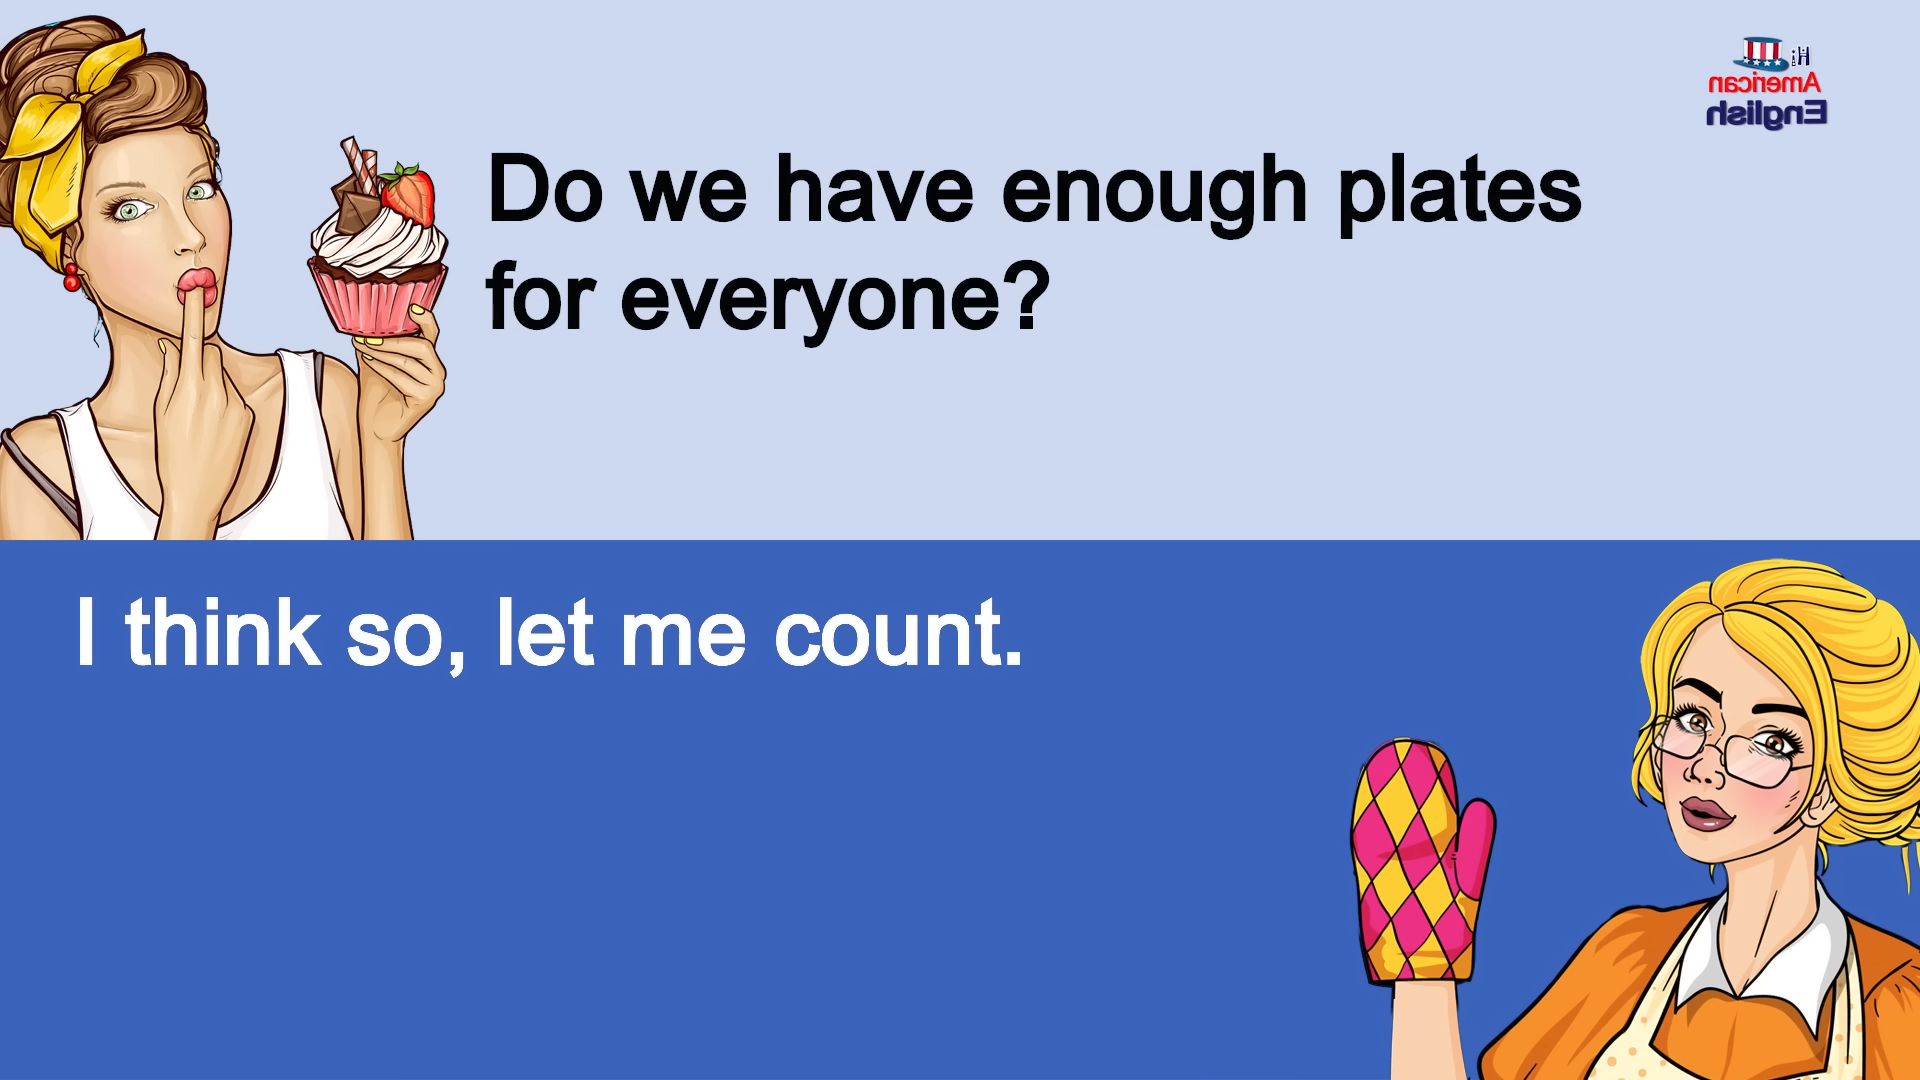 Hi
American
English
Do we have enough plates
for everyone?
I think so, let me count.